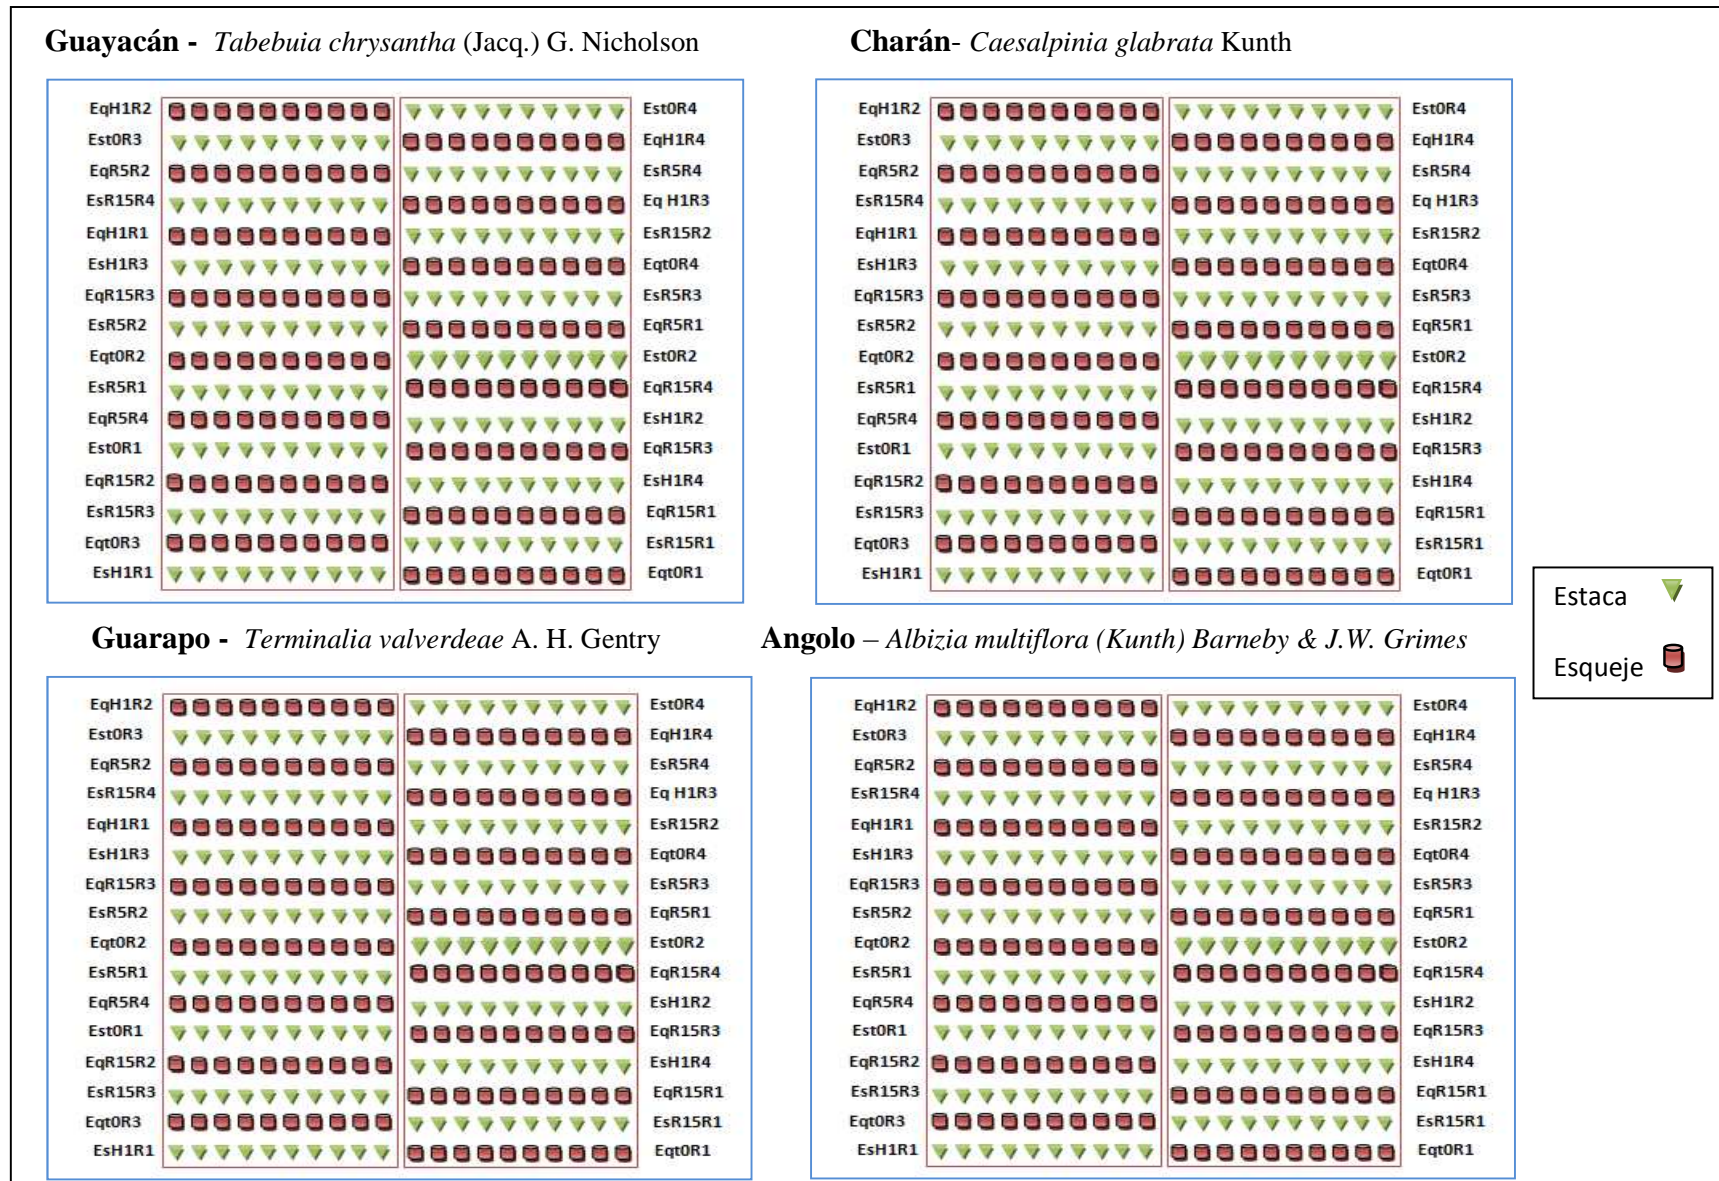 Guayacán - Tabebuia chrysantha (Jacq.) G. Nicholson
EqH1R2 Est0R4
Est0R3 EqH1R4
EqR5R2 EsR5R4
EsR15R4 Eq H1R3
EqH1R1 EsR15R2
EsH1R3 Eqt0R4
EqR15R3 EsR5R3
EsR5R2 EqR5R1
Eqt0R2 Est0R2
EsR5R1 EqR15R4
EqR5R4 EsH1R2
Est0R1 EqR15R3
EqR15R2 EsH1R4
EsR15R3 EqR15R1
Eqt0R3 EsR15R1
EsH1R1 Eqt0R1
Charán- Caesalpinia glabrata Kunth
EqH1R2 Est0R4
Est0R3 EqH1R4
EqR5R2 EsR5R4
EsR15R4 Eq H1R3
EqH1R1 EsR15R2
EsH1R3 Eqt0R4
EqR15R3 EsR5R3
EsR5R2 EqR5R1
Eqt0R2 Est0R2
EsR5R1 EqR15R4
EqR5R4 EsH1R2
Est0R1 EqR15R3
EqR15R2 EsH1R4
EsR15R3 EqR15R1
Eqt0R3 EsR15R1
EsH1R1 Eqt0R1
Estaca
Esqueje
Guarapo - Terminalia valverdeae A. H. Gentry
EqH1R2 Est0R4
Est0R3 EqH1R4
EqR5R2 EsR5R4
EsR15R4 Eq H1R3
EqH1R1 EsR15R2
EsH1R3 Eqt0R4
EqR15R3 EsR5R3
EsR5R2 EqR5R1
Eqt0R2 Est0R2
EsR5R1 EqR15R4
EqR5R4 EsH1R2
Est0R1 EqR15R3
EqR15R2 EsH1R4
EsR15R3 EqR15R1
Eqt0R3 EsR15R1
EsH1R1 Eqt0R1
Angolo – Albizia multiflora (Kunth) Barneby & J.W. Grimes
EqH1R2 Est0R4
Est0R3 EqH1R4
EqR5R2 EsR5R4
EsR15R4 Eq H1R3
EqH1R1 EsR15R2
EsH1R3 Eqt0R4
EqR15R3 EsR5R3
EsR5R2 EqR5R1
Eqt0R2 Est0R2
EsR5R1 EqR15R4
EqR5R4 EsH1R2
Est0R1 EqR15R3
EqR15R2 EsH1R4
EsR15R3 EqR15R1
Eqt0R3 EsR15R1
EsH1R1 Eqt0R1